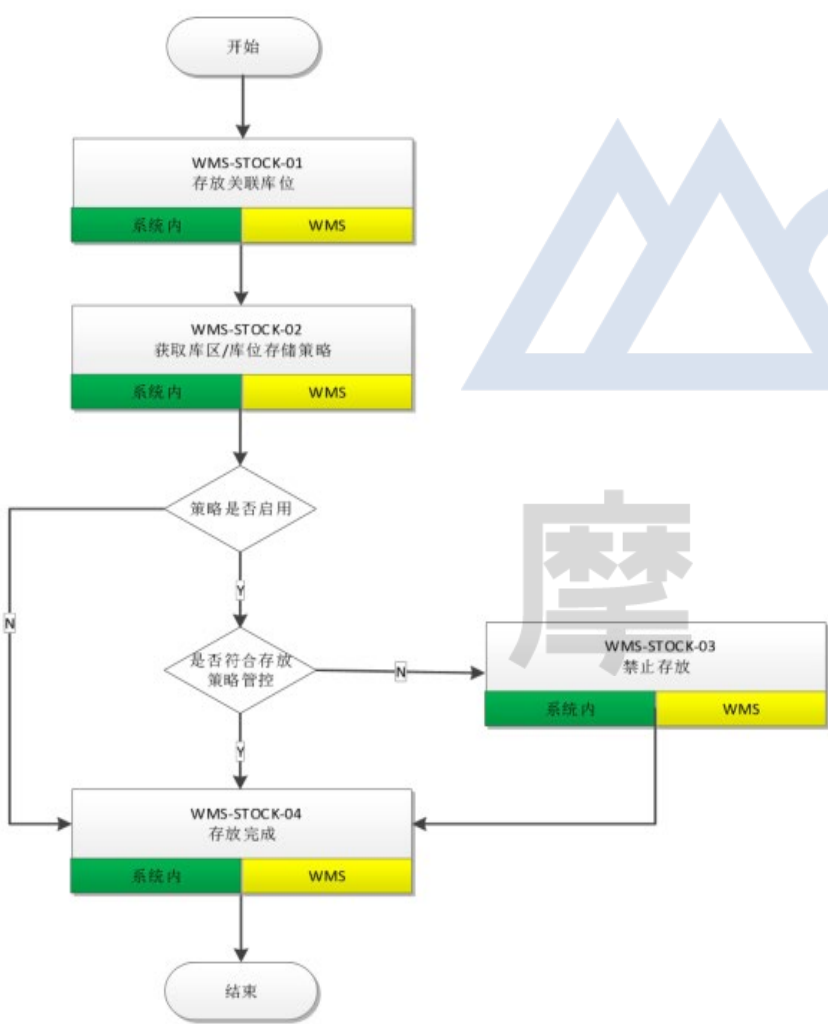 开始
WMS-STOCK-01
存放关联库位
系统内
WMS
WMS-STOCK-02
获取库区/库位存储策略
系统内
WMS
策略是否启用
Y
N
是否符合存放
策略管控
N
WMS-STOCK-03
禁止存放
系统内
WMS
Y
WMS-STOCK-04
存放完成
系统内
WMS
结束
摩